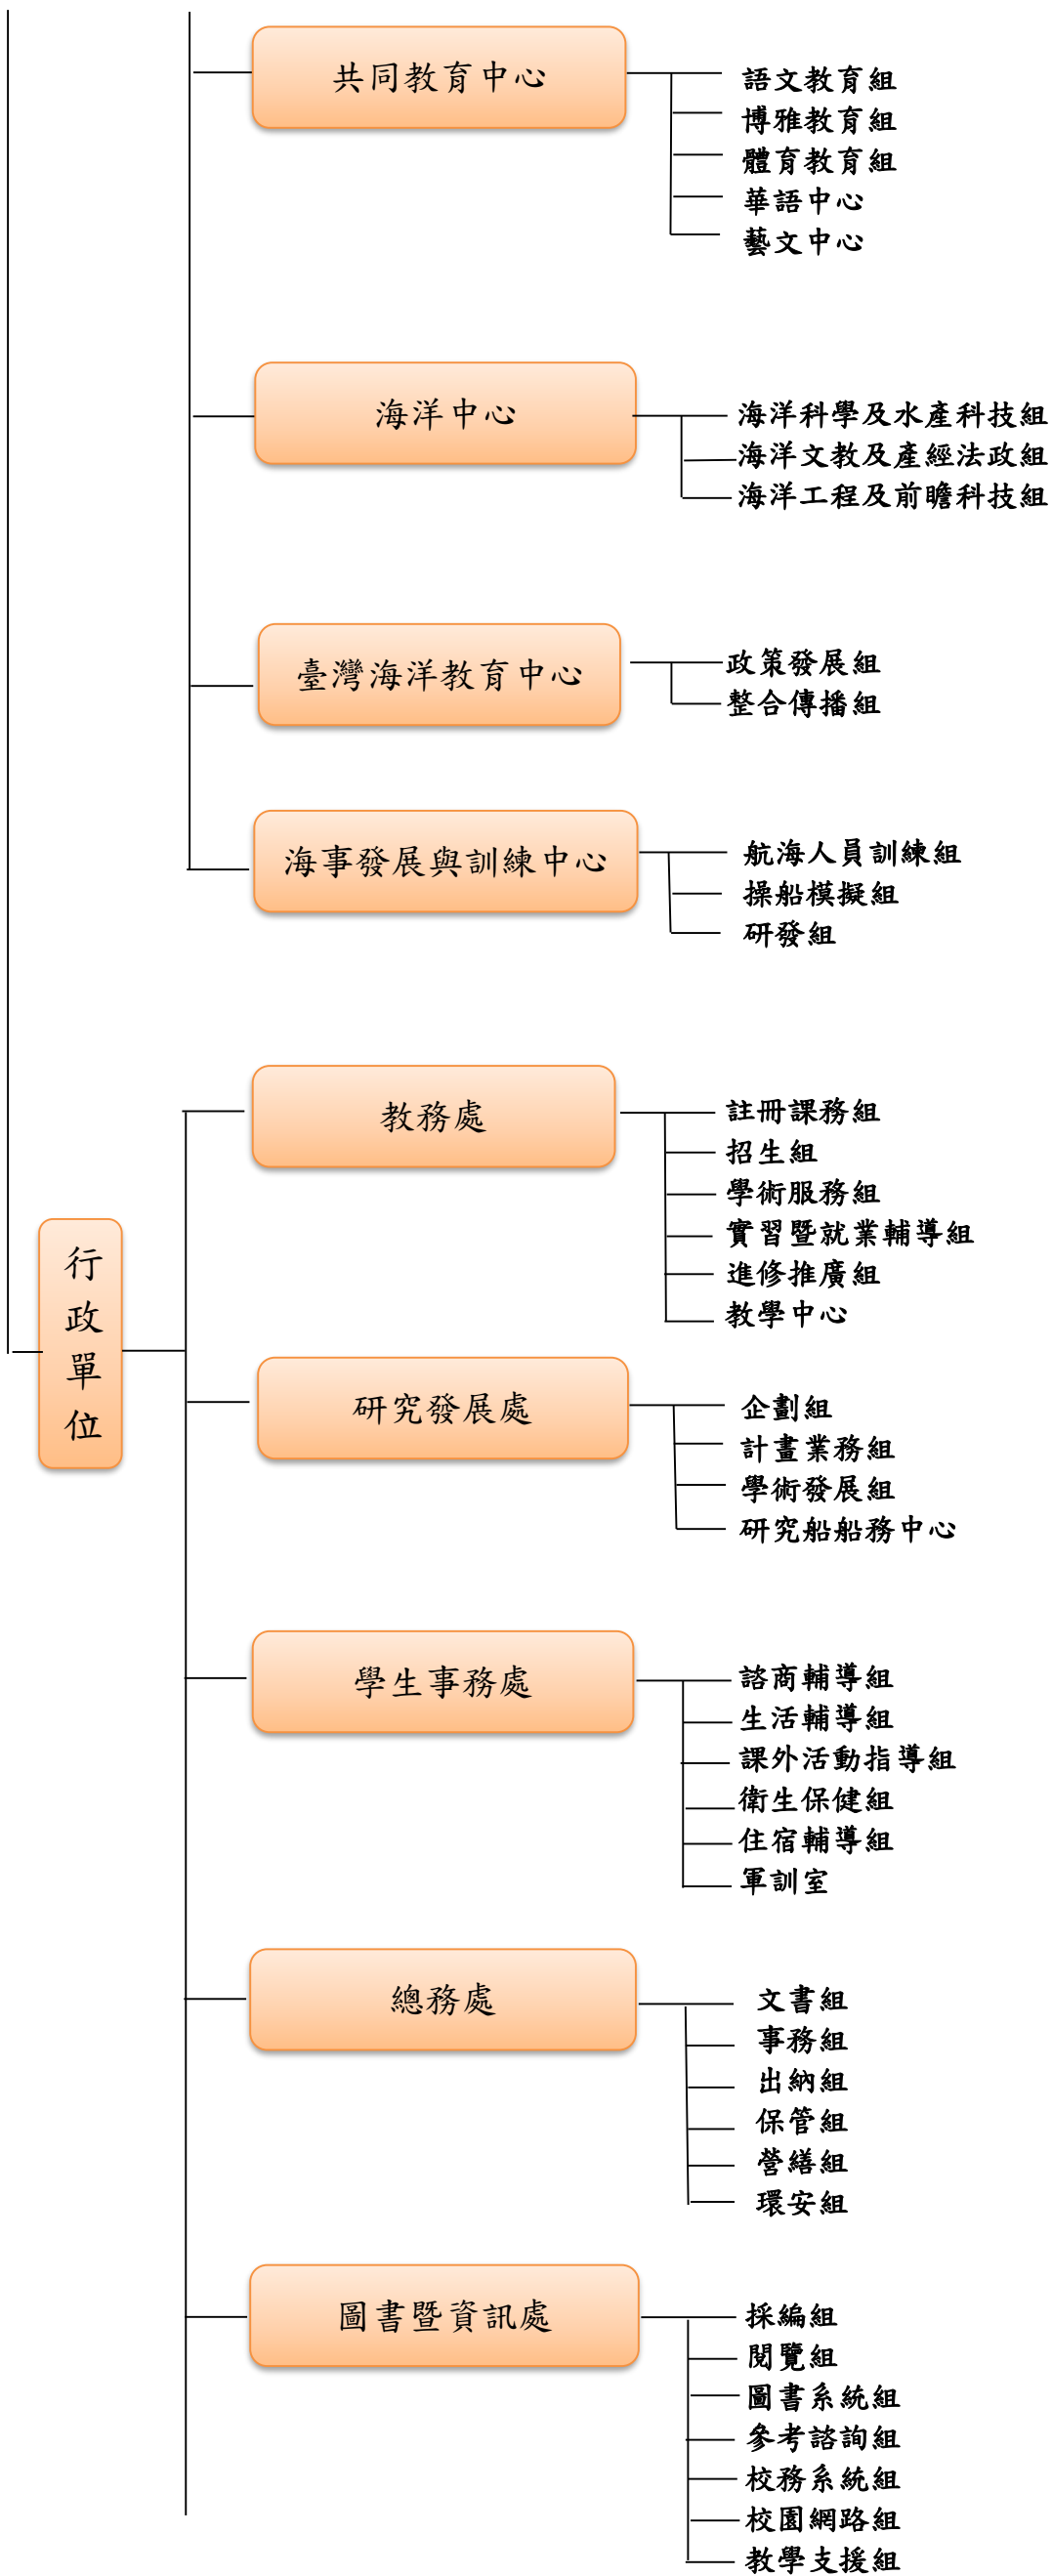 共同教育中心
語文教育組
博雅教育組
體育教育組
華語中心
藝文中心
海洋中心
海洋科學及水產科技組
海洋文教及產經法政組
海洋工程及前瞻科技組
臺灣海洋教育中心
政策發展組
整合傳播組
海事發展與訓練中心
航海人員訓練組
操船模擬組
研發組
行政單位
教務處
註冊課務組
招生組
學術服務組
實習暨就業輔導組
進修推廣組
教學中心
研究發展處
企劃組
計畫業務組
學術發展組
研究船船務中心
學生事務處
諮商輔導組
生活輔導組
課外活動指導組
衛生保健組
住宿輔導組
軍訓室
總務處
文書組
事務組
出納組
保管組
營繕組
環安組
圖書暨資訊處
採編組
閱覽組
圖書系統組
參考諮詢組
校務系統組
校園網路組
教學支援組